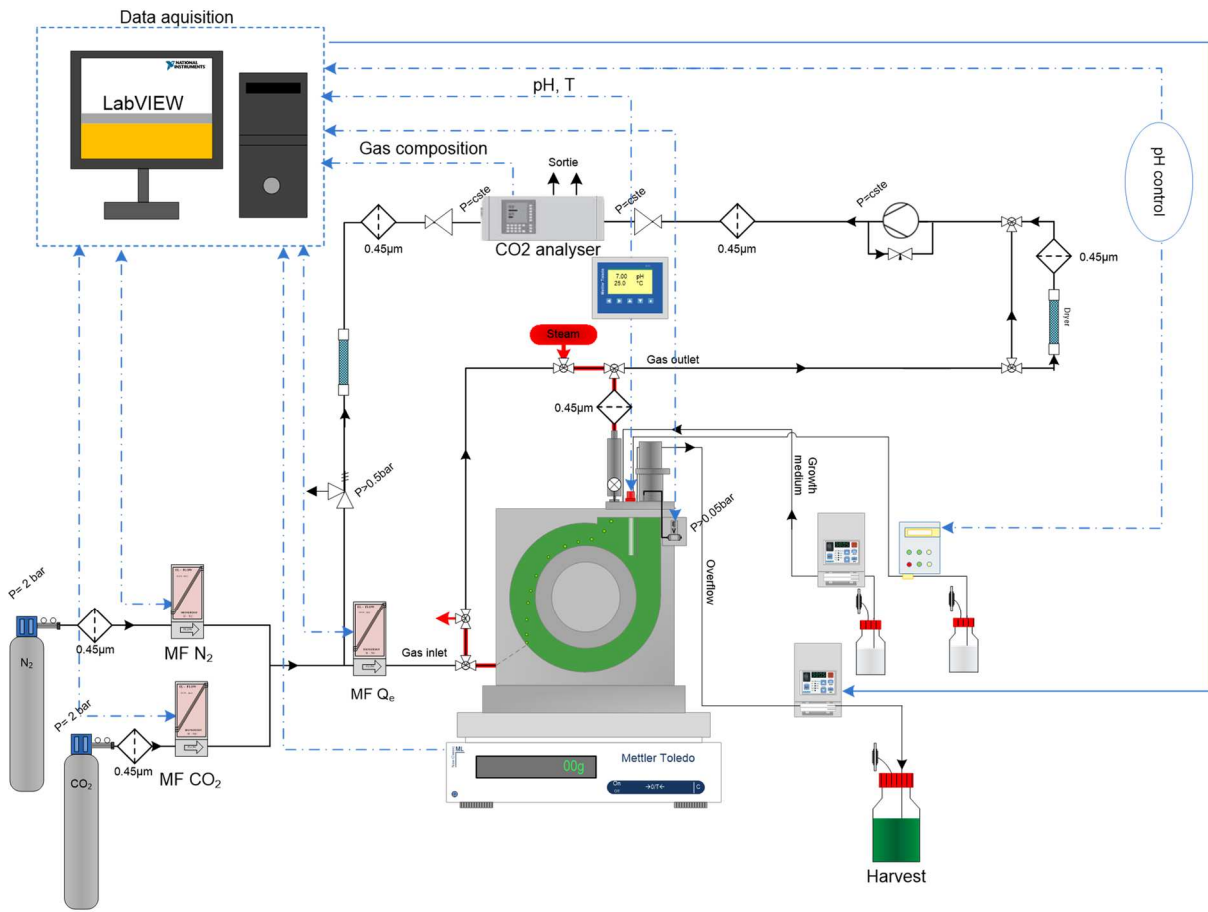 Data aquisition
NATIONAL
INSTRUMENTS
LabVIEW
pH, T
Gas composition
Sortie
P=cste
P=cste
P=cste
pH control
0.45µm
CO2 analyser
0.45µm
0.45µm
7.00 pH
25.0 °C
Dryer
Steam
Gas outlet
0.45µm
P>0.5bar
Growth
medium
P>0.05bar
Overflow
P= 2 bar
N2
0.45µm
MF N2
Gas inlet
MF Qe
P= 2 bar
CO2
0.45µm
MF CO2
ML
Mettler Toledo
00g
On
→0/T←
C
Harvest